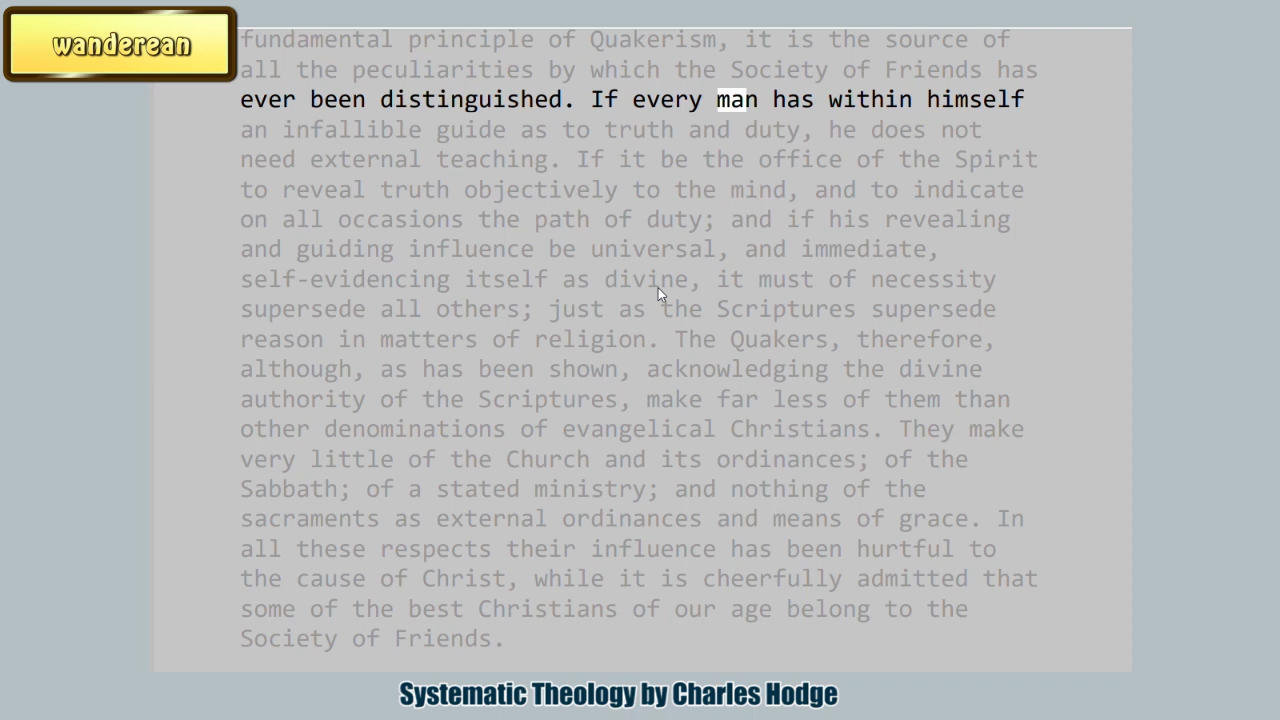 wanderean
fundamental principle of Quakerism, it is the source of
all the peculiarities by which the Society of Friends has
ever been distinguished. If every man has within himself
an infallible guide as to truth and duty, he does not
need external teaching. If it be the office of the Spirit
to reveal truth objectively to the mind, and to indicate
on all occasions the path of duty; and if his revealing
and guiding influence be universal, and immediate,
self-evidencing itself as divine, it must of necessity
supersede all others; just as the Scriptures supersede
reason in matters of religion. The Quakers, therefore,
although, as has been shown, acknowledging the divine
authority of the Scriptures, make far less of them than
other denominations of evangelical Christians. They make
very little of the Church and its ordinances; of the
Sabbath; of a stated ministry; and nothing of the
sacraments as external ordinances and means of grace. In
all these respects their influence has been hurtful to
the cause of Christ, while it is cheerfully admitted that
some of the best Christians of our age belong to the
Society of Friends.
Systematic Theology by Charles Hodge